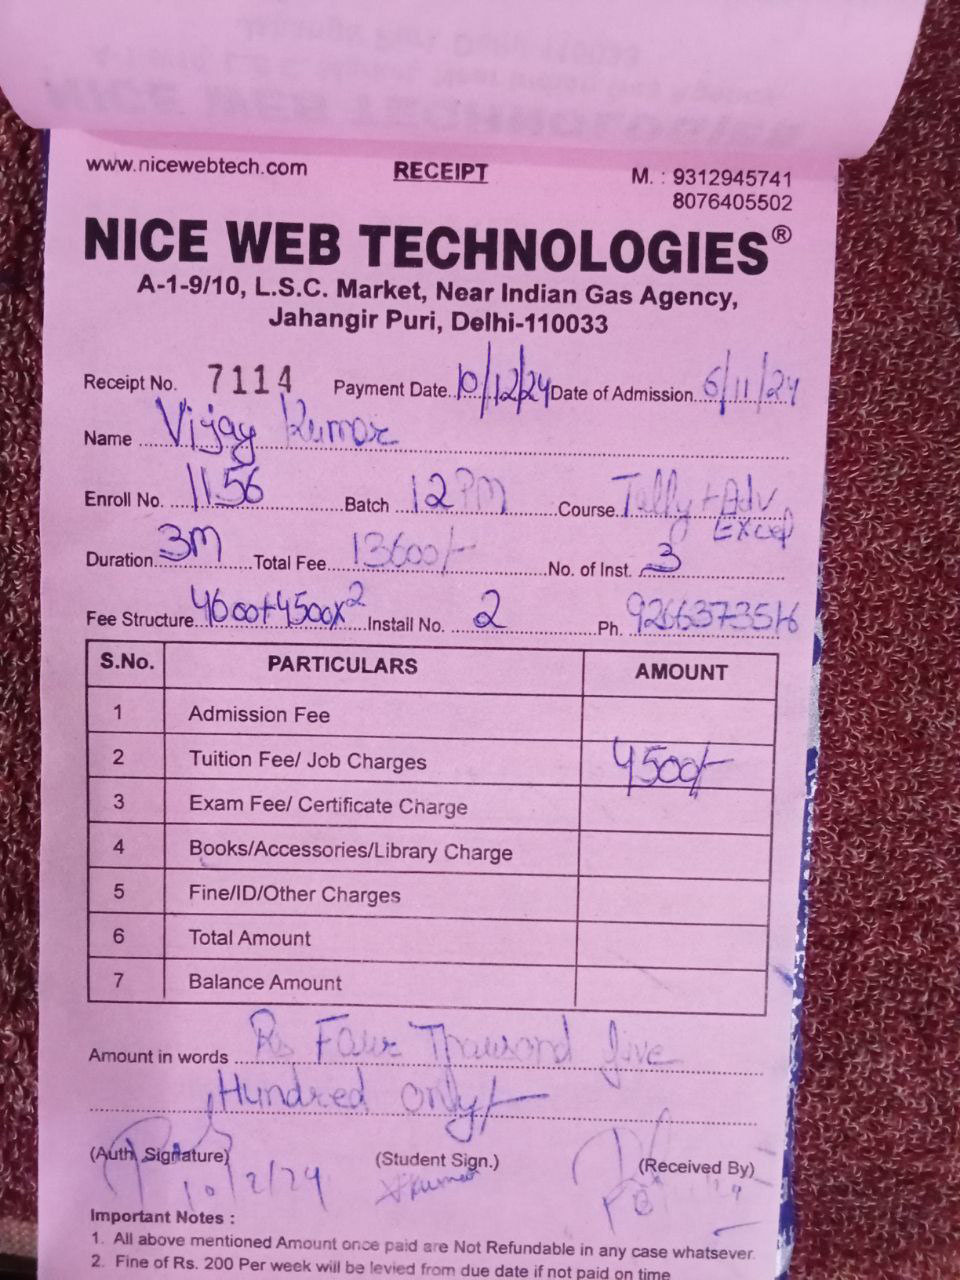 www.nicewebtech.com RECEIPT M. : 9312945741
8076405502
NICE WEB TECHNOLOGIES®
A-1-9/10, L.S.C. Market, Near Indian Gas Agency,
Jahangir Puri, Delhi-110033
Receipt No. 7114 Payment Date 10/12/24 Date of Admission 6/11/24
Name Vijay Kumar
Enroll No. 1156 Batch 12 PM Course Tally + Adv
Excel
Duration 3M Total Fee 13600/- No. of Inst. 3
Fee Structure 4600+4500x2 Install No. 2 Ph.
S.No. PARTICULARS AMOUNT
1 Admission Fee
2 Tuition Fee/ Job Charges 4500/-
3 Exam Fee/ Certificate Charge
4 Books/Accessories/Library Charge
5 Fine/ID/Other Charges
6 Total Amount
7 Balance Amount
Amount in words Rs Four Thousand five
Hundred only/-
(Auth. Signature) (Student Sign.) (Received By)
10/2/24 VKumar
Important Notes :
1. All above mentioned Amount once paid are Not Refundable in any case whatsever.
2. Fine of Rs. 200 Per week will be levied from due date if not paid on time